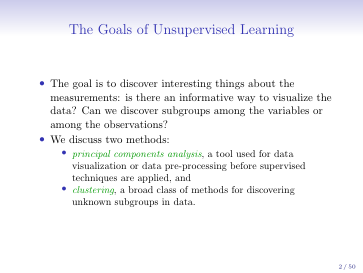 The Goals of Unsupervised Learning
• The goal is to discover interesting things about the
measurements: is there an informative way to visualize the
data? Can we discover subgroups among the variables or
among the observations?
• We discuss two methods:
• principal components analysis, a tool used for data
visualization or data pre-processing before supervised
techniques are applied, and
• clustering, a broad class of methods for discovering
unknown subgroups in data.
2 / 50